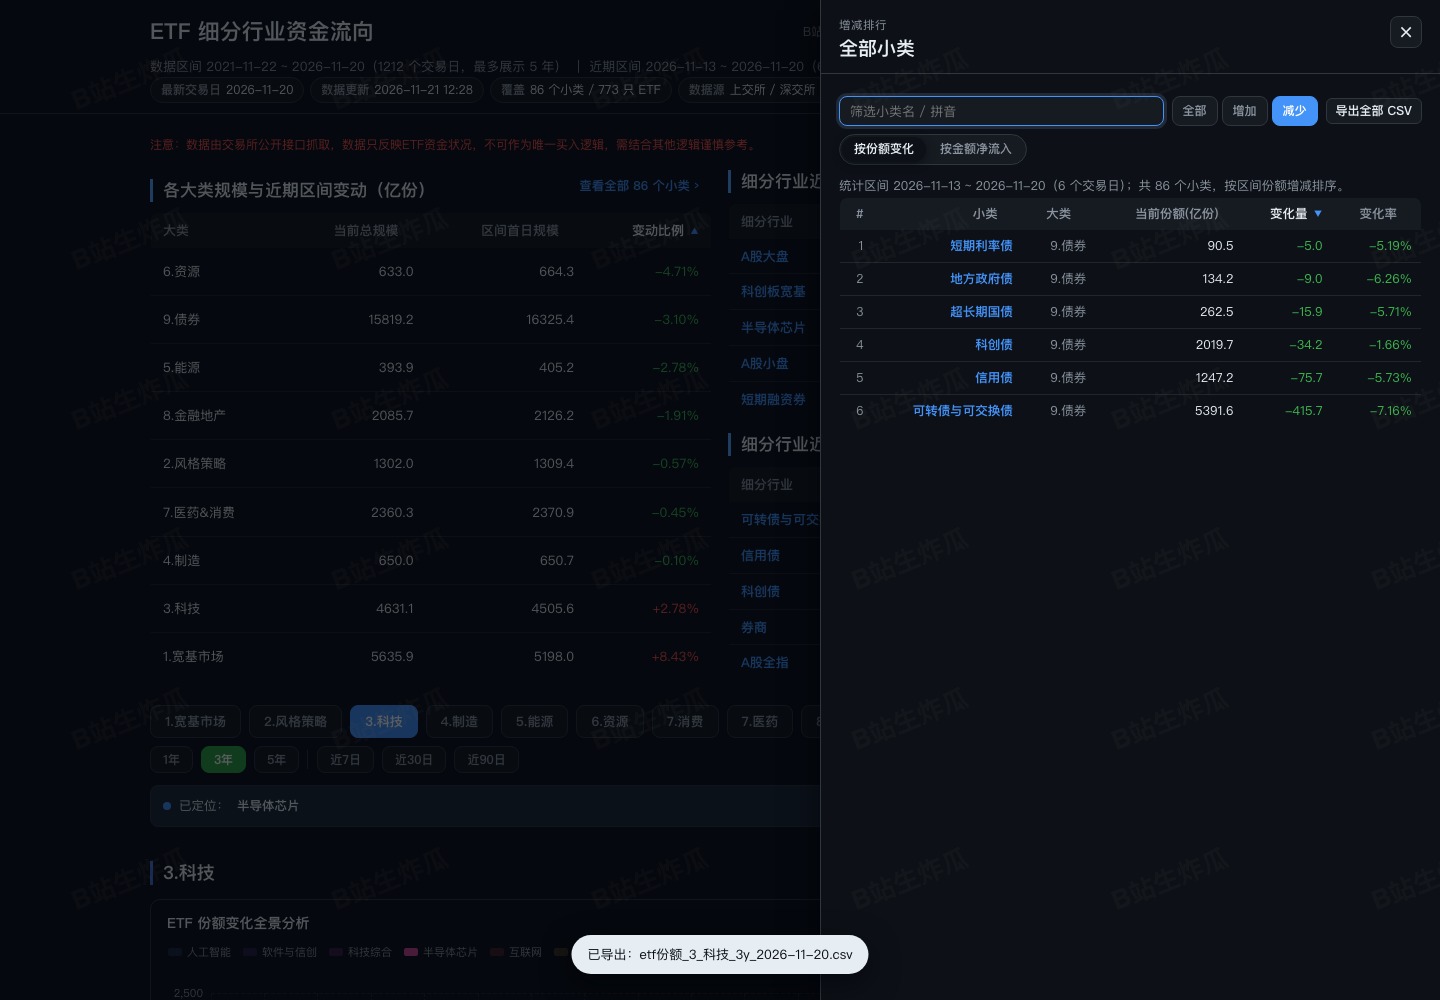 ETF 细分行业资金流向
B站
数据区间 2021-11-22 ~ 2026-11-20（1212 个交易日，最多展示 5 年） | 近期区间 2026-11-13 ~ 2026-11-20（6
最新交易日 2026-11-20
数据更新 2026-11-21 12:28
覆盖 86 个小类 / 773 只 ETF
数据源 上交所 / 深交所
注意：数据由交易所公开接口抓取，数据只反映ETF资金状况，不可作为唯一买入逻辑，需结合其他逻辑谨慎参考。
各大类规模与近期区间变动（亿份）
查看全部 86 个小类 ›
大类 当前总规模 区间首日规模 变动比例 ▲
6.资源 633.0 664.3 -4.71%
9.债券 15819.2 16325.4 -3.10%
5.能源 393.9 405.2 -2.78%
8.金融地产 2085.7 2126.2 -1.91%
2.风格策略 1302.0 1309.4 -0.57%
7.医药&消费 2360.3 2370.9 -0.45%
4.制造 650.0 650.7 -0.10%
3.科技 4631.1 4505.6 +2.78%
1.宽基市场 5635.9 5198.0 +8.43%
细分行业近
细分行业
A股大盘
科创板宽基
半导体芯片
A股小盘
短期融资券
细分行业近
细分行业
可转债与可交
信用债
科创债
券商
A股全指
1.宽基市场
2.风格策略
3.科技
4.制造
5.能源
6.资源
7.消费
7.医药
8
1年
3年
5年
近7日
近30日
近90日
已定位： 半导体芯片
3.科技
ETF 份额变化全景分析
人工智能
软件与信创
科技综合
半导体芯片
互联网
2,500
增减排行
全部小类
×
筛选小类名 / 拼音
全部
增加
减少
导出全部 CSV
按份额变化
按金额净流入
统计区间 2026-11-13 ~ 2026-11-20（6 个交易日）；共 86 个小类，按区间份额增减排序。
# 小类 大类 当前份额(亿份) 变化量 ▼ 变化率
1 短期利率债 9.债券 90.5 -5.0 -5.19%
2 地方政府债 9.债券 134.2 -9.0 -6.26%
3 超长期国债 9.债券 262.5 -15.9 -5.71%
4 科创债 9.债券 2019.7 -34.2 -1.66%
5 信用债 9.债券 1247.2 -75.7 -5.73%
6 可转债与可交换债 9.债券 5391.6 -415.7 -7.16%
已导出：etf份额_3_科技_3y_2026-11-20.csv
B站生炸瓜